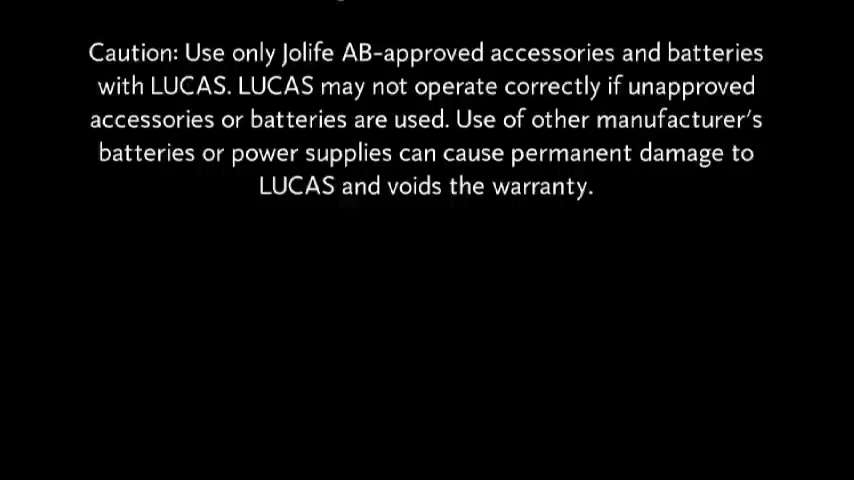 Caution: Use only Jolife AB-approved accessories and batteries
with LUCAS. LUCAS may not operate correctly if unapproved
accessories or batteries are used. Use of other manufacturer's
batteries or power supplies can cause permanent damage to
LUCAS and voids the warranty.